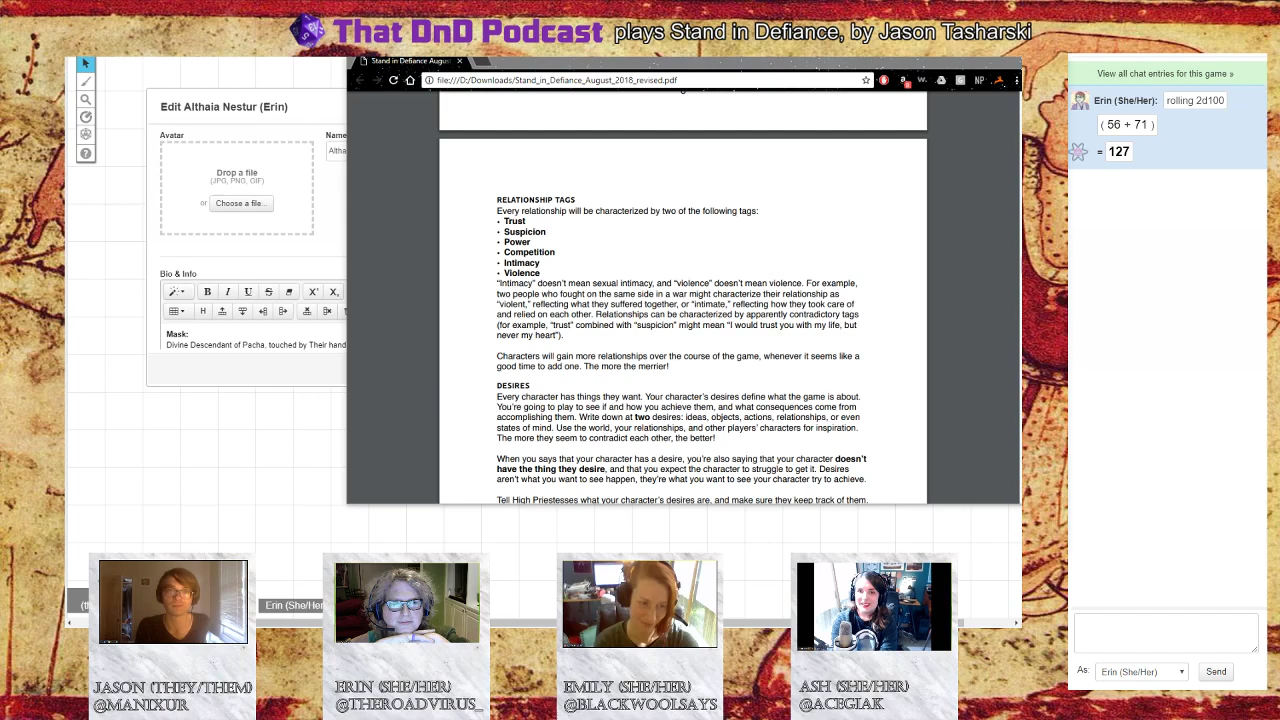 That DnD Podcast plays Stand in Defiance, by Jason Tasharski
Stand in Defiance Augus
file:///D:/Downloads/Stand_in_Defiance_August_2018_revised.pdf
Edit Althaia Nestur (Erin)
Avatar
Name
Altha
Drop a file
(JPG, PNG, GIF)
or Choose a file...
Bio & Info
B I U S X' X,
H
Mask:
Divine Descendant of Pacha, touched by Their hand
RELATIONSHIP TAGS
Every relationship will be characterized by two of the following tags:
• Trust
• Suspicion
• Power
• Competition
• Intimacy
• Violence
“Intimacy” doesn’t mean sexual intimacy, and “violence” doesn’t mean violence. For example,
two people who fought on the same side in a war might characterize their relationship as
“violent,” reflecting what they suffered together, or “intimate,” reflecting how they took care of
and relied on each other. Relationships can be characterized by apparently contradictory tags
(for example, “trust” combined with “suspicion” might mean “I would trust you with my life, but
never my heart”).
Characters will gain more relationships over the course of the game, whenever it seems like a
good time to add one. The more the merrier!
DESIRES
Every character has things they want. Your character’s desires define what the game is about.
You’re going to play to see if and how you achieve them, and what consequences come from
accomplishing them. Write down at two desires: ideas, objects, actions, relationships, or even
states of mind. Use the world, your relationships, and other players’ characters for inspiration.
The more they seem to contradict each other, the better!
When you says that your character has a desire, you’re also saying that your character doesn’t
have the thing they desire, and that you expect the character to struggle to get it. Desires
aren’t what you want to see happen, they’re what you want to see your character try to achieve.
Tell High Priestesses what your character’s desires are, and make sure they keep track of them.
View all chat entries for this game »
Erin (She/Her): rolling 2d100
( 56 + 71 )
= 127
As: Erin (She/Her) Send
Erin (She/Her
JASON (THEY/THEM)
@MANITUR
ERIN (SHE/HER)
@THEROADVIRUS_
EMILY (SHE/HER)
@BLACKWOOLSAYS
ASH (SHE/HER)
@ACEGIAK